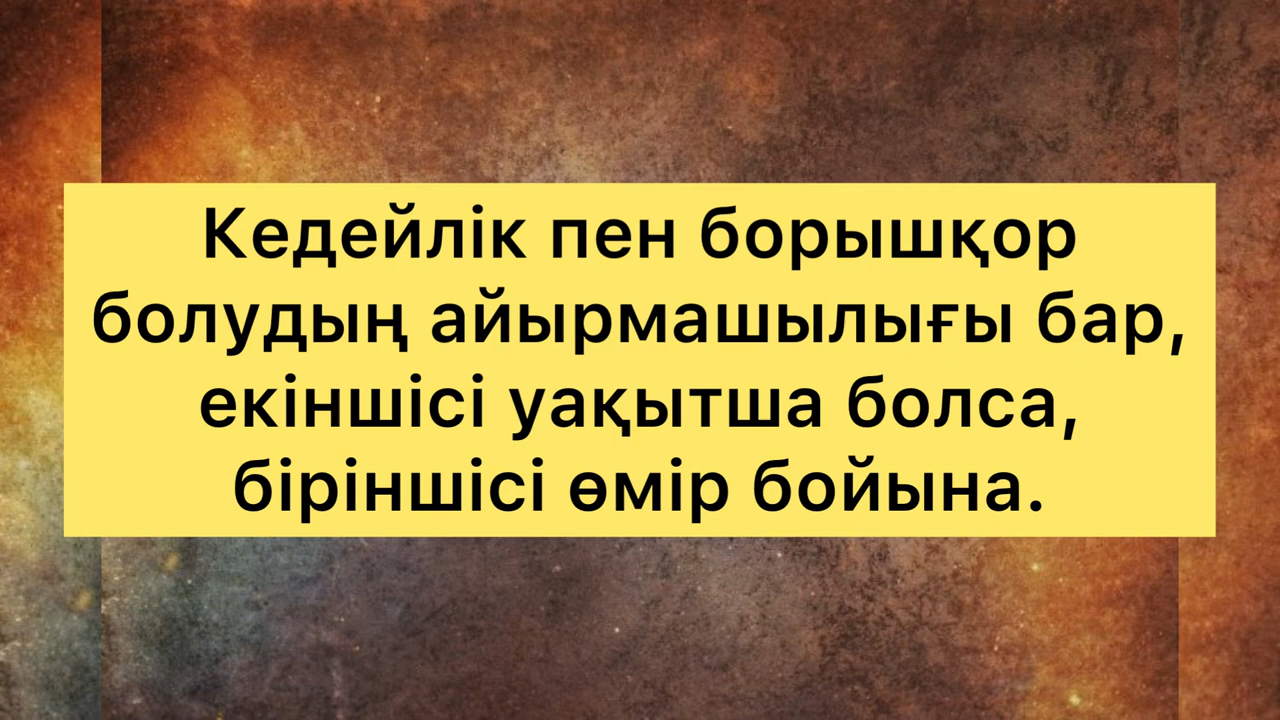 Кедейлік пен борышқор
болудың айырмашылығы бар,
екіншісі уақытша болса,
біріншісі өмір бойына.